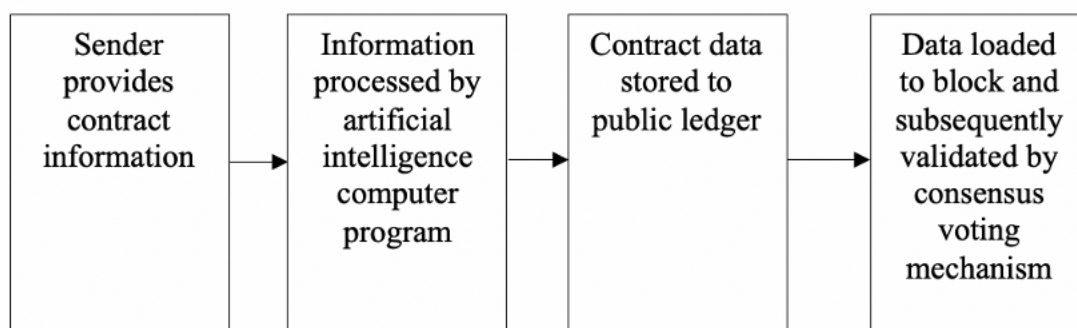 Sender
provides
contract
information
Information
processed by
artificial
intelligence
computer
program
Contract data
stored to
public ledger
Data loaded
to block and
subsequently
validated by
consensus
voting
mechanism